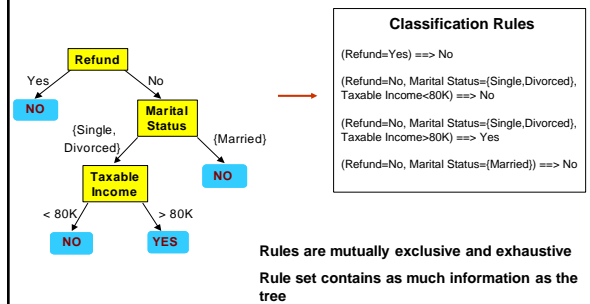 Refund
Yes
No
NO
Marital
Status
{Single,
Divorced}
{Married}
Taxable
Income
NO
< 80K
> 80K
NO
YES
Classification Rules
(Refund=Yes) ==> No
(Refund=No, Marital Status={Single,Divorced},
Taxable Income<80K) ==> No
(Refund=No, Marital Status={Single,Divorced},
Taxable Income>80K) ==> Yes
(Refund=No, Marital Status={Married}) ==> No
Rules are mutually exclusive and exhaustive
Rule set contains as much information as the
tree